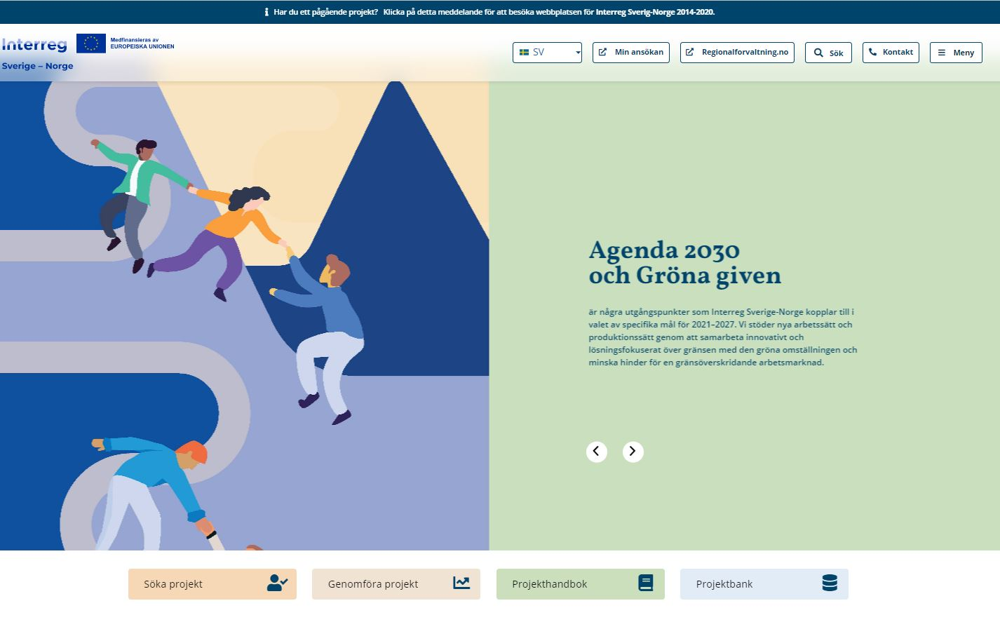 Har du ett pågående projekt? Klicka på detta meddelande för att besöka webbplatsen för Interreg Sverig-Norge 2014-2020.
Interreg
Medfinansieras av
EUROPEISKA UNIONEN
Sverige – Norge
SV
Min ansökan
Regionalforvaltning.no
Sök
Kontakt
Meny
Agenda 2030
och Gröna given
är några utgångspunkter som Interreg Sverige-Norge kopplar till i
valet av specifika mål för 2021–2027. Vi stöder nya arbetssätt och
produktionssätt genom att samarbeta innovativt och
lösningsfokuserat över gränsen med den gröna omställningen och
minska hinder för en gränsöverskridande arbetsmarknad.
Söka projekt
Genomföra projekt
Projekthandbok
Projektbank